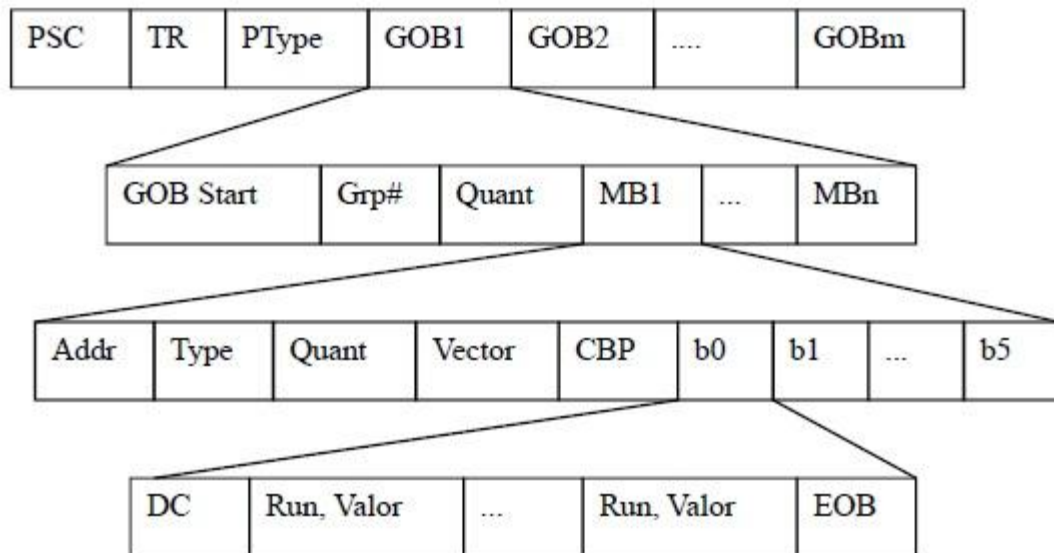 PSC TR PType GOB1 GOB2 .... GOBm
GOB Start Grp# Quant MB1 ... MBn
Addr Type Quant Vector CBP b0 b1 ... b5
DC Run, Valor ... Run, Valor EOB